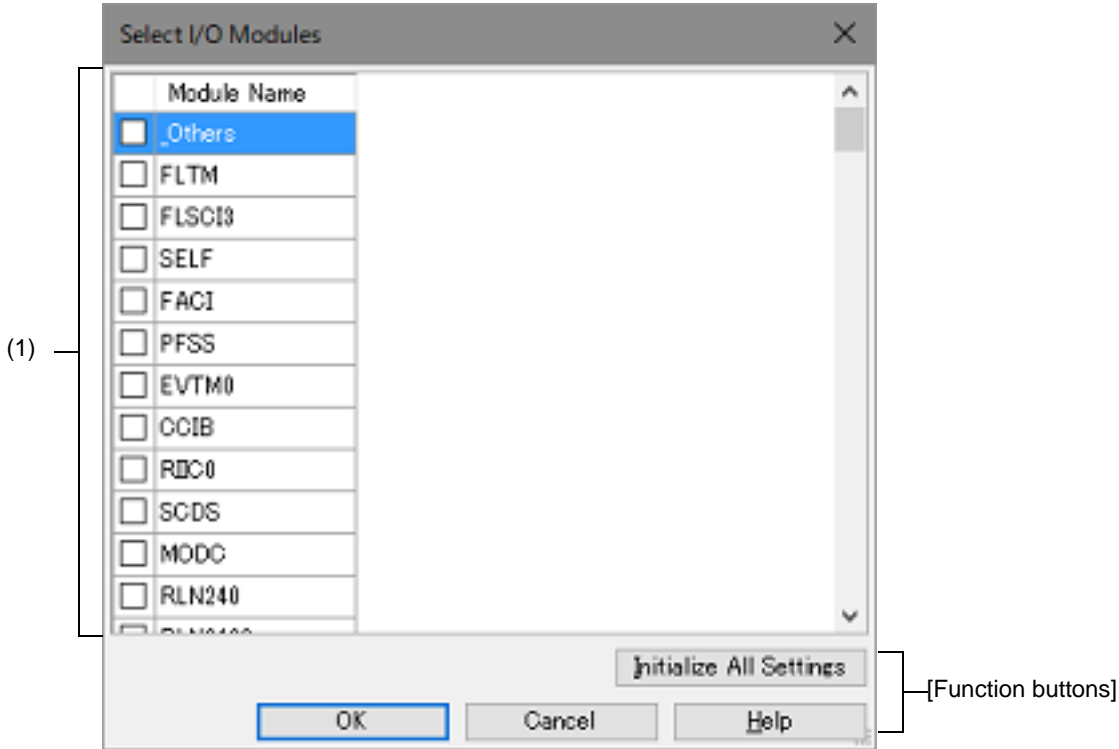 Select I/O Modules
Module Name
_Others
FLTM
FLSCI3
SELF
FACI
PFSS
EVTM0
(1)
CCIB
RIIC0
SCDS
MODC
RLN240
Initialize All Settings
[Function buttons]
OK Cancel Help